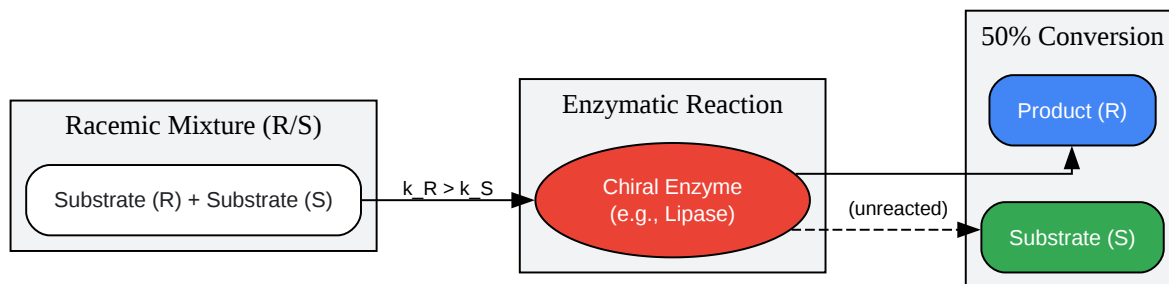 Racemic Mixture (R/S)
Substrate (R) + Substrate (S)
k_R > k_S
Enzymatic Reaction
Chiral Enzyme
(e.g., Lipase)
(unreacted)
50% Conversion
Product (R)
Substrate (S)